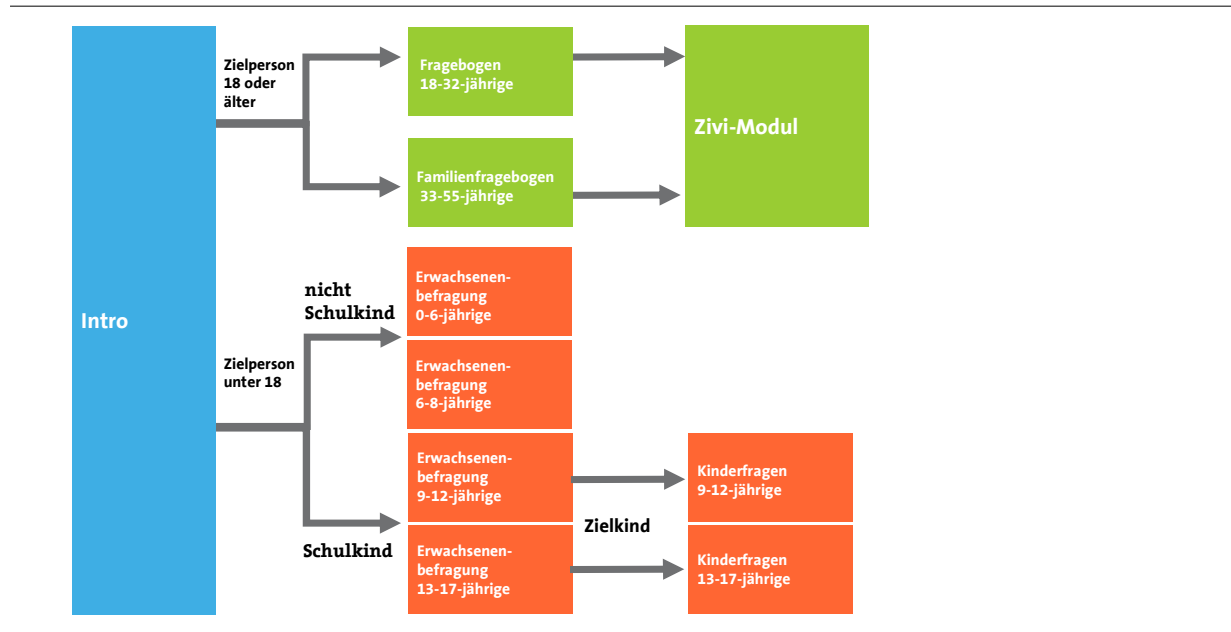 Intro
Zielperson
18 oder
älter
Fragebogen
18-32-jährige
Familienfragebogen
33-55-jährige
Zivi-Modul
Zielperson
unter 18
nicht
Schulkind
Erwachsenen-
befragung
0-6-jährige
Erwachsenen-
befragung
6-8-jährige
Schulkind
Erwachsenen-
befragung
9-12-jährige
Erwachsenen-
befragung
13-17-jährige
Zielkind
Kinderfragen
9-12-jährige
Kinderfragen
13-17-jährige